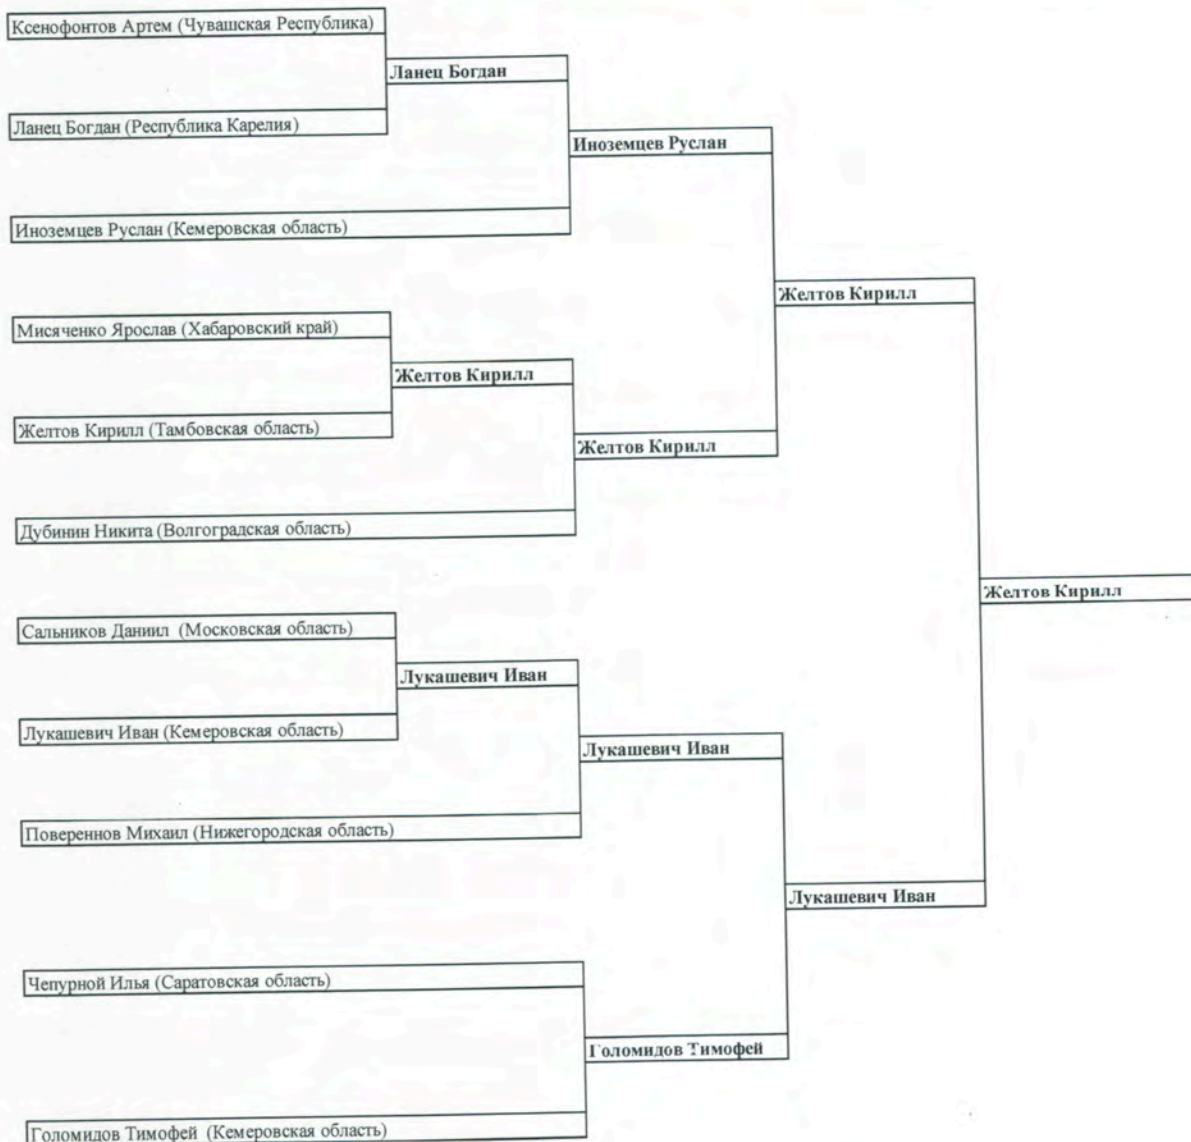 Ксенофонтов Артем (Чувашская Республика)
Ланец Богдан
Ланец Богдан (Республика Карелия)
Иноземцев Руслан
Иноземцев Руслан (Кемеровская область)
Желтов Кирилл
Мисяченко Ярослав (Хабаровский край)
Желтов Кирилл
Желтов Кирилл (Тамбовская область)
Желтов Кирилл
Дубинин Никита (Волгоградская область)
Желтов Кирилл
Сальников Даниил (Московская область)
Лукашевич Иван
Лукашевич Иван (Кемеровская область)
Лукашевич Иван
Повереннов Михаил (Нижегородская область)
Лукашевич Иван
Чепурной Илья (Саратовская область)
Голомидов Тимофей
Голомидов Тимофей (Кемеровская область)